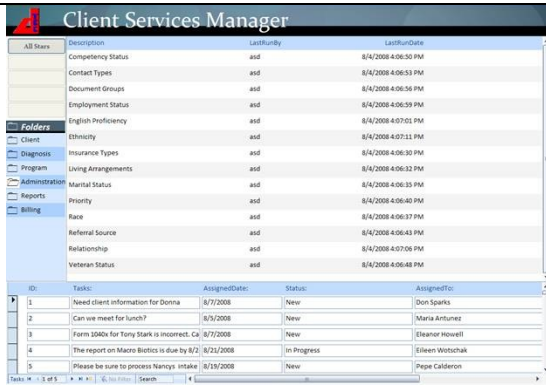 Client Services Manager
All Stars
Description LastRunBy LastRunDate
Competency Status asd 8/4/2008 4:06:50 PM
Contact Types asd 8/4/2008 4:06:53 PM
Document Groups asd 8/4/2008 4:06:56 PM
Employment Status asd 8/4/2008 4:06:59 PM
English Proficiency asd 8/4/2008 4:07:01 PM
Folders
Ethnicity asd 8/4/2008 4:07:11 PM
Client
Insurance Types asd 8/4/2008 4:06:30 PM
Diagnosis
Living Arrangements asd 8/4/2008 4:06:32 PM
Program
Administration
Marital Status asd 8/4/2008 4:06:35 PM
Reports
Priority asd 8/4/2008 4:06:40 PM
Billing
Race asd 8/4/2008 4:06:37 PM
Referral Source asd 8/4/2008 4:06:43 PM
Relationship asd 8/4/2008 4:07:06 PM
Veteran Status asd 8/4/2008 4:06:48 PM
ID: Tasks: AssignedDate: Status: AssignedTo:
1 Need client information for Donna 8/7/2008 New Don Sparks
2 Can we meet for lunch? 8/5/2008 New Maria Antunez
3 Form 1040x for Tony Stark is incorrect. Ca 8/7/2008 New Eleanor Howell
4 The report on Macro Biotics is due by 8/2 8/21/2008 In Progress Eileen Wotschak
5 Please be sure to process Nancys intake 8/19/2008 New Pepe Calderon
Tasks 1 of 5 No Filter Search